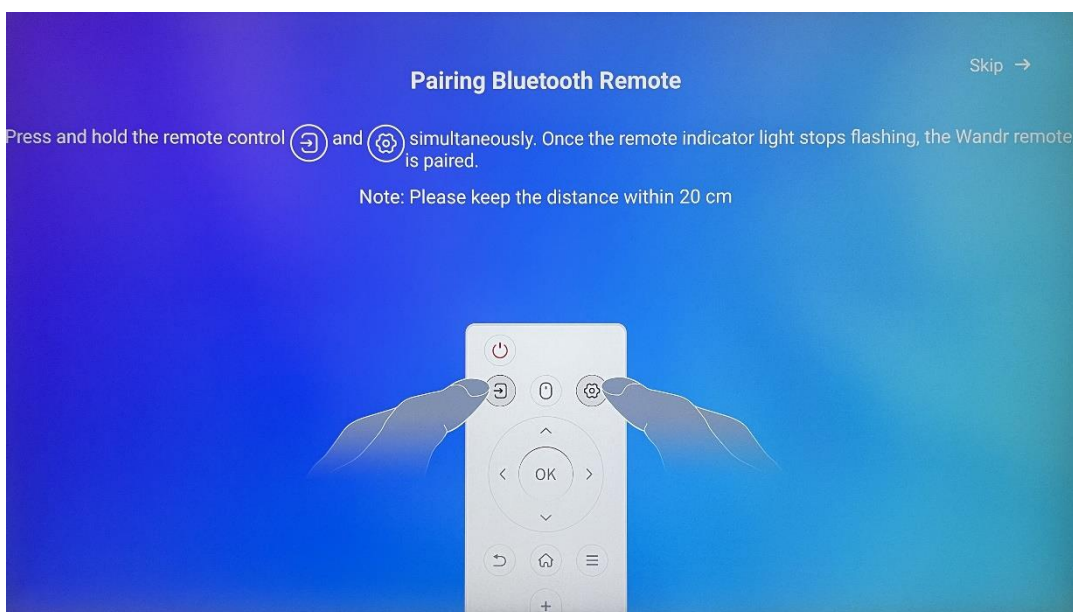 Skip →
Pairing Bluetooth Remote
Press and hold the remote control and simultaneously. Once the remote indicator light stops flashing, the Wandr remote
is paired.
Note: Please keep the distance within 20 cm
OK
+